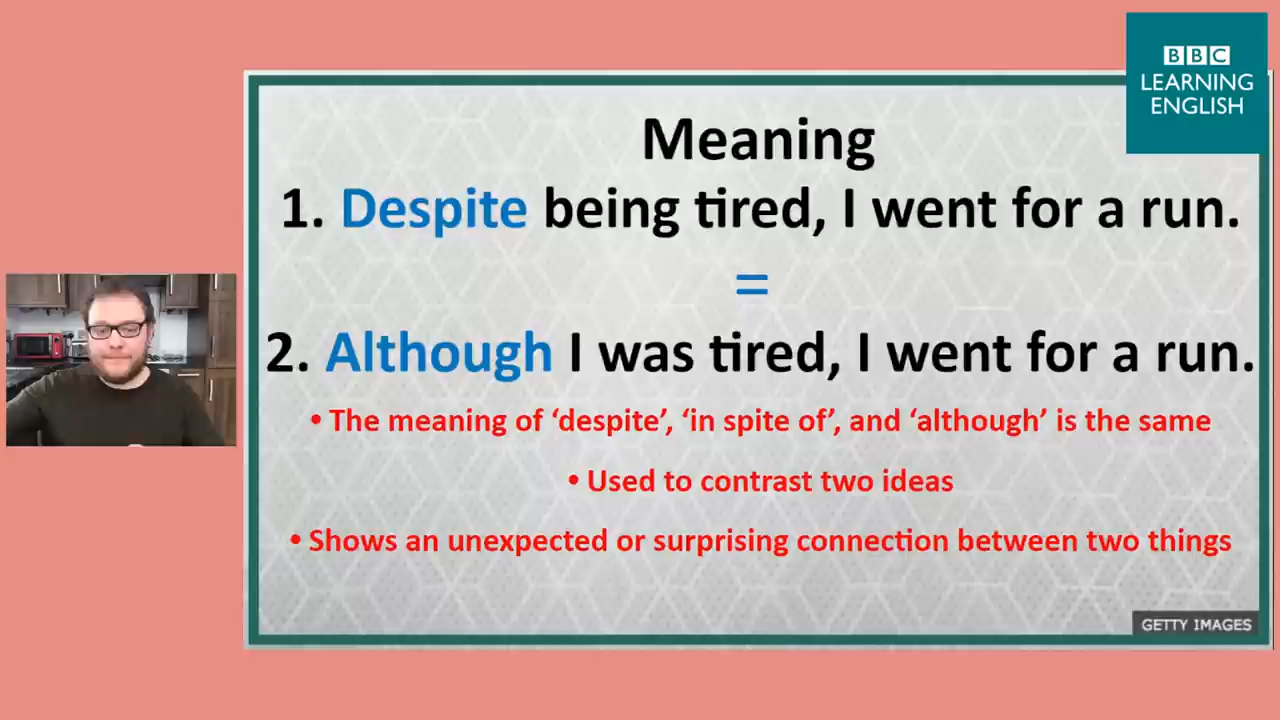 BBC
LEARNING
ENGLISH
Meaning
1. Despite being tired, I went for a run.
=
2. Although I was tired, I went for a run.
• The meaning of ‘despite’, ‘in spite of’, and ‘although’ is the same
• Used to contrast two ideas
• Shows an unexpected or surprising connection between two things
GETTY IMAGES